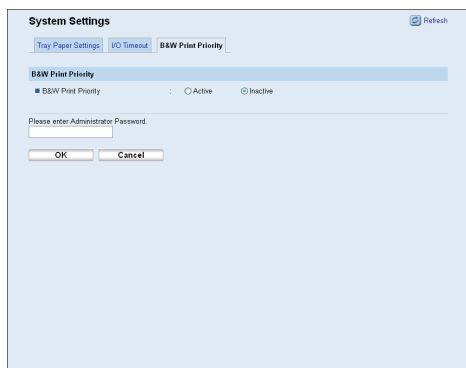 System Settings
Refresh
Tray Paper Settings I/O Timeout B&W Print Priority
B&W Print Priority
B&W Print Priority : Active Inactive
Please enter Administrator Password.
OK Cancel